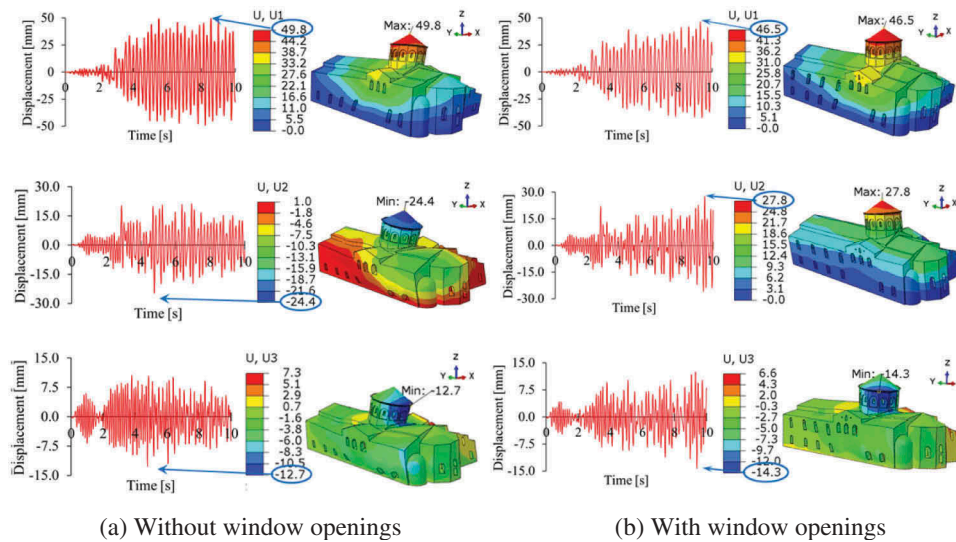 U, U1
49.8
44.2
38.7
33.2
27.6
22.1
16.6
11.0
5.5
-0.0
50
25
0
-25
-50
Displacement [mm]
0 2 4 6 8 10
Time [s]
Max: 49.8
Z
Y X
U, U1
46.5
41.3
36.2
31.0
25.8
20.7
15.5
10.3
5.2
-0.0
50
25
0
-25
-50
Displacement [mm]
0 2 4 6 8 10
Time [s]
Max: 46.5
Z
Y X
U, U2
1.0
-1.8
-4.6
-7.5
-10.3
-13.1
-15.9
-18.7
-21.6
-24.4
30.0
15.0
0.0
-15.0
-30.0
Displacement [mm]
0 2 4 6 8 10
Time [s]
Min: -24.4
Z
Y X
U, U2
27.8
24.8
21.7
18.6
15.5
12.4
9.3
6.2
3.1
-0.0
30.0
15.0
0.0
-15.0
-30.0
Displacement [mm]
0 2 4 6 8 10
Time [s]
Max: 27.8
Z
Y X
U, U3
7.3
5.1
2.9
0.7
-1.6
-3.8
-6.0
-8.3
-10.5
-12.7
15.0
7.5
0.0
-7.5
-15.0
Displacement [mm]
0 2 4 6 8 10
Time [s]
Min: -12.7
Z
Y X
U, U3
6.6
4.3
2.0
-0.3
-2.7
-5.0
-7.3
-9.7
-12.0
-14.3
15.0
7.5
0.0
-7.5
-15.0
Displacement [mm]
0 2 4 6 8 10
Time [s]
Min: -14.3
Z
Y X
(a) Without window openings
(b) With window openings